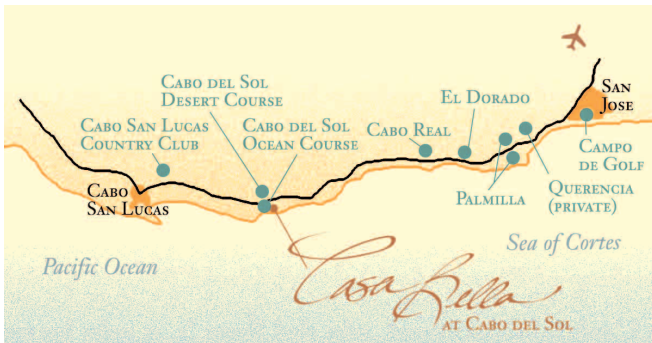 Cabo del Sol
Desert Course
San
Jose
El Dorado
Cabo San Lucas
Country Club
Cabo del Sol
Ocean Course
Cabo Real
Campo
de Golf
Cabo
San Lucas
Palmilla
Querencia
(private)
Sea of Cortes
Pacific Ocean
Casa Bella
at Cabo del Sol